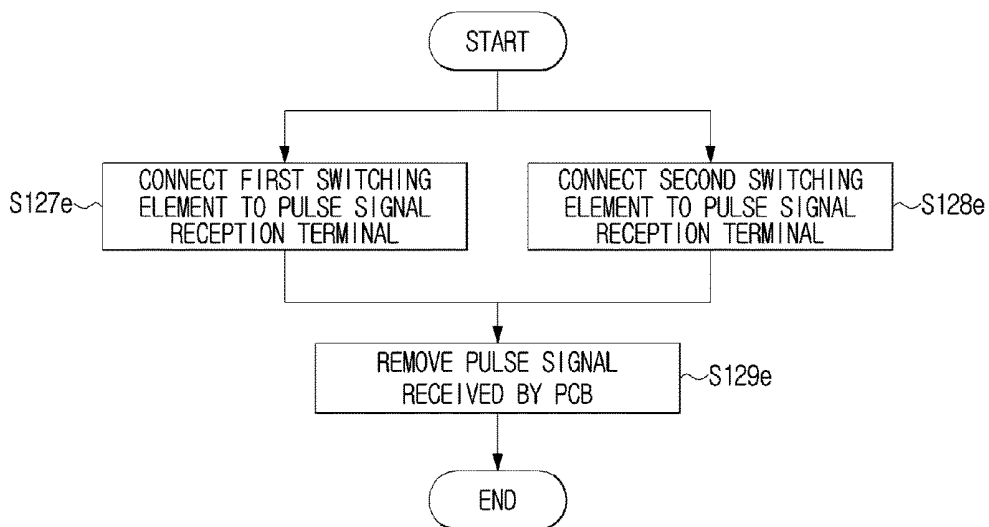 START
S127e
CONNECT FIRST SWITCHING
ELEMENT TO PULSE SIGNAL
RECEPTION TERMINAL
CONNECT SECOND SWITCHING
ELEMENT TO PULSE SIGNAL
RECEPTION TERMINAL
S128e
REMOVE PULSE SIGNAL
RECEIVED BY PCB
S129e
END